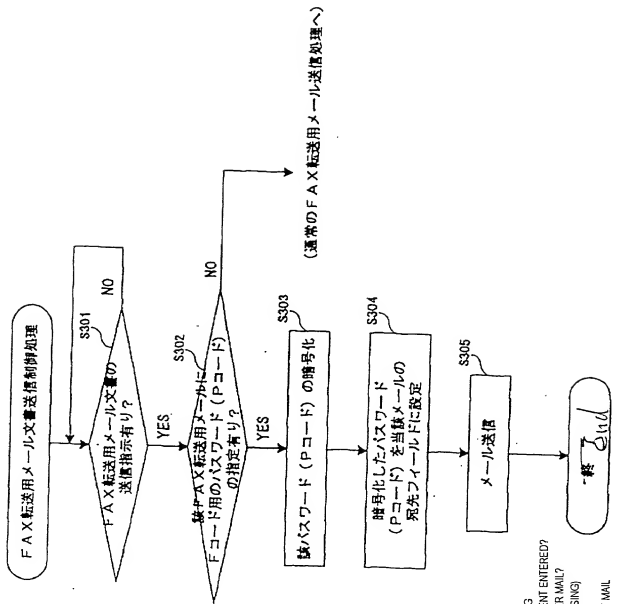 FAX転送用メール文書送信制御処理
S301
FAX転送用メール文書の
送信指示有り?
NO
YES
S302
該FAX転送用メールに
Fコード用のパスワード(Pコード)
の指定有り?
NO
(通常のFAX転送用メール送信処理へ)
YES
S303
該パスワード(Pコード)の暗号化
S304
暗号化したパスワード
(Pコード)を当該メールの
宛先フィールドに設定
S305
メール送信
終了
End
G
NT ENTERED?
R MAIL?
SING)
MAIL